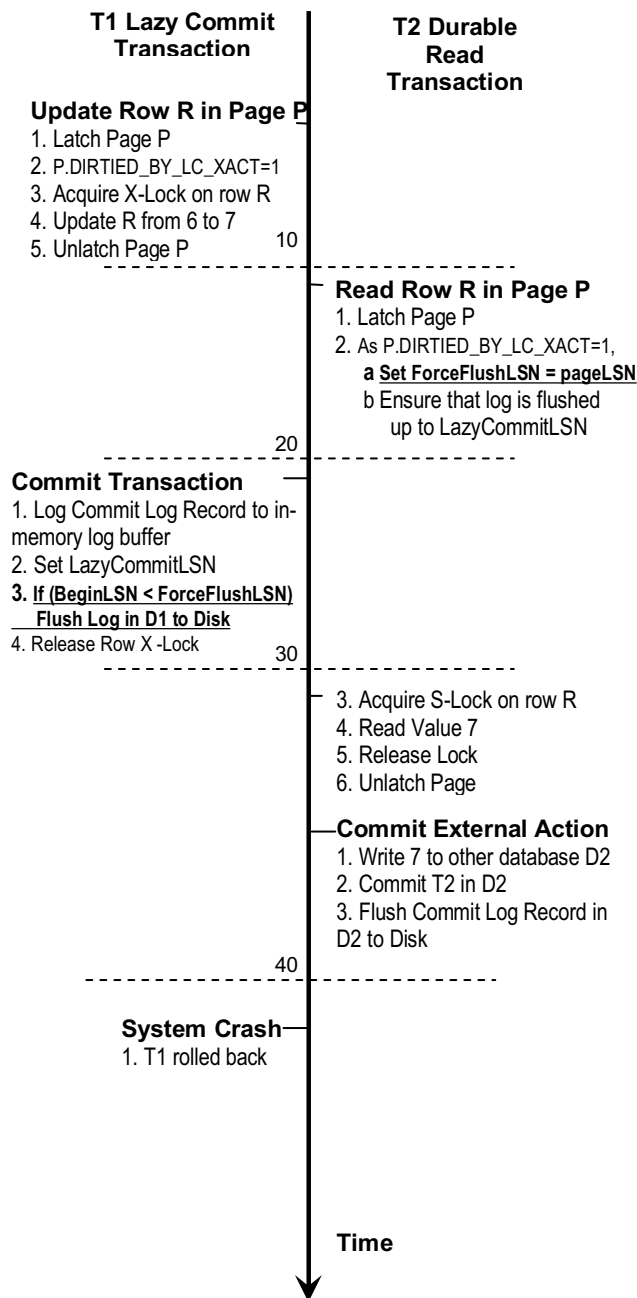 T1 Lazy Commit
Transaction
T2 Durable
Read
Transaction
Update Row R in Page P
1. Latch Page P
2. P.DIRTIED_BY_LC_XACT=1
3. Acquire X-Lock on row R
4. Update R from 6 to 7
5. Unlatch Page P
10
Read Row R in Page P
1. Latch Page P
2. As P.DIRTIED_BY_LC_XACT=1,
a Set ForceFlushLSN = pageLSN
b Ensure that log is flushed
up to LazyCommitLSN
20
Commit Transaction
1. Log Commit Log Record to in-
memory log buffer
2. Set LazyCommitLSN
3. If (BeginLSN < ForceFlushLSN)
Flush Log in D1 to Disk
4. Release Row X -Lock
30
3. Acquire S-Lock on row R
4. Read Value 7
5. Release Lock
6. Unlatch Page
Commit External Action
1. Write 7 to other database D2
2. Commit T2 in D2
3. Flush Commit Log Record in
D2 to Disk
40
System Crash
1. T1 rolled back
Time